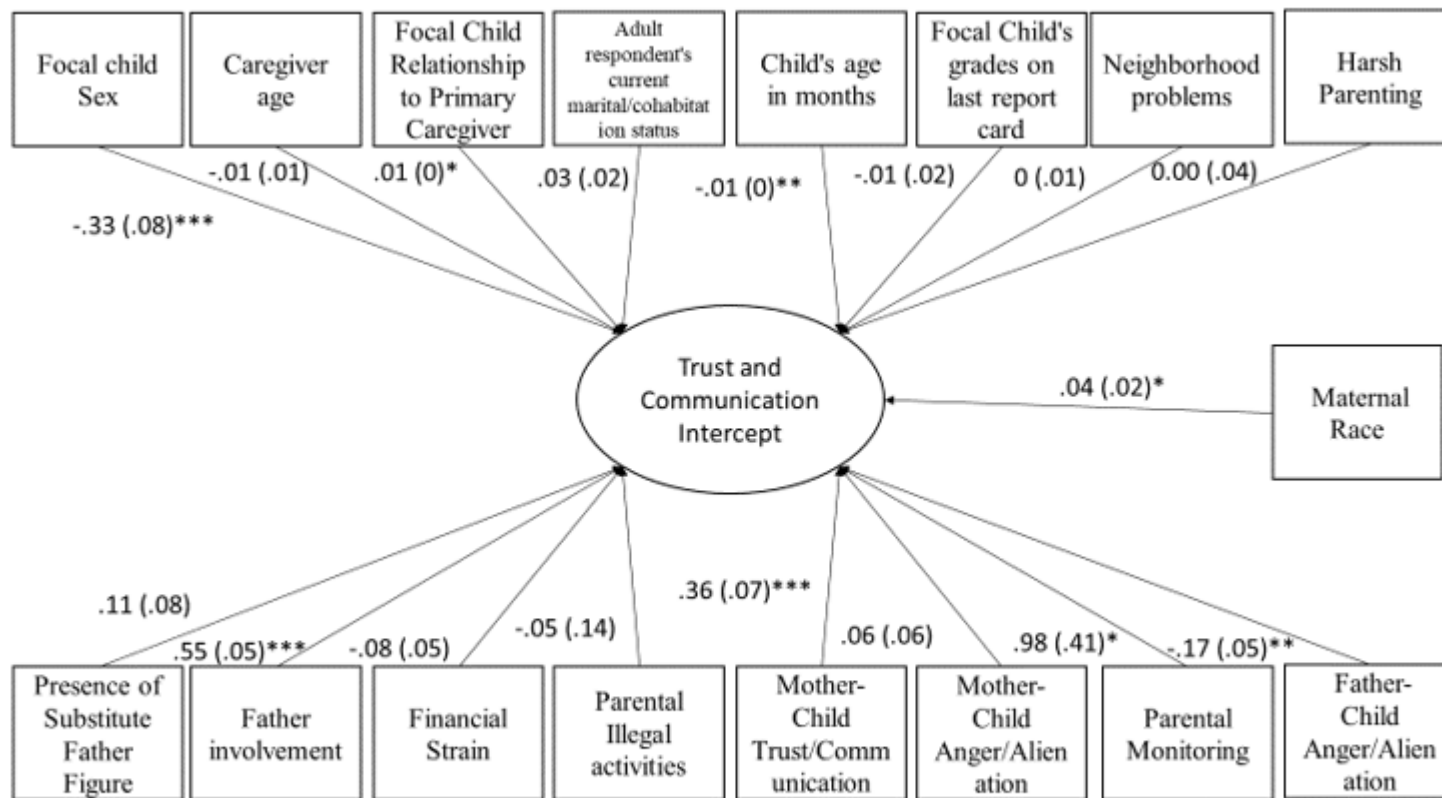 Focal child
Sex
Caregiver
age
Focal Child
Relationship
to Primary
Caregiver
Adult
respondent's
current
marital/cohabitat
ion status
Child's age
in months
Focal Child's
grades on
last report
card
Neighborhood
problems
Harsh
Parenting
-.33 (.08)***
-.01 (.01)
.01 (0)*
.03 (.02)
-.01 (0)**
-.01 (.02)
0 (.01)
0.00 (.04)
Trust and
Communication
Intercept
.04 (.02)*
Maternal
Race
.11 (.08)
.55 (.05)***
-.08 (.05)
-.05 (.14)
.36 (.07)***
.06 (.06)
.98 (.41)*
-.17 (.05)**
Presence of
Substitute
Father
Figure
Father
involvement
Financial
Strain
Parental
Illegal
activities
Mother-
Child
Trust/Comm
unication
Mother-
Child
Anger/Alien
ation
Parental
Monitoring
Father-
Child
Anger/Alien
ation